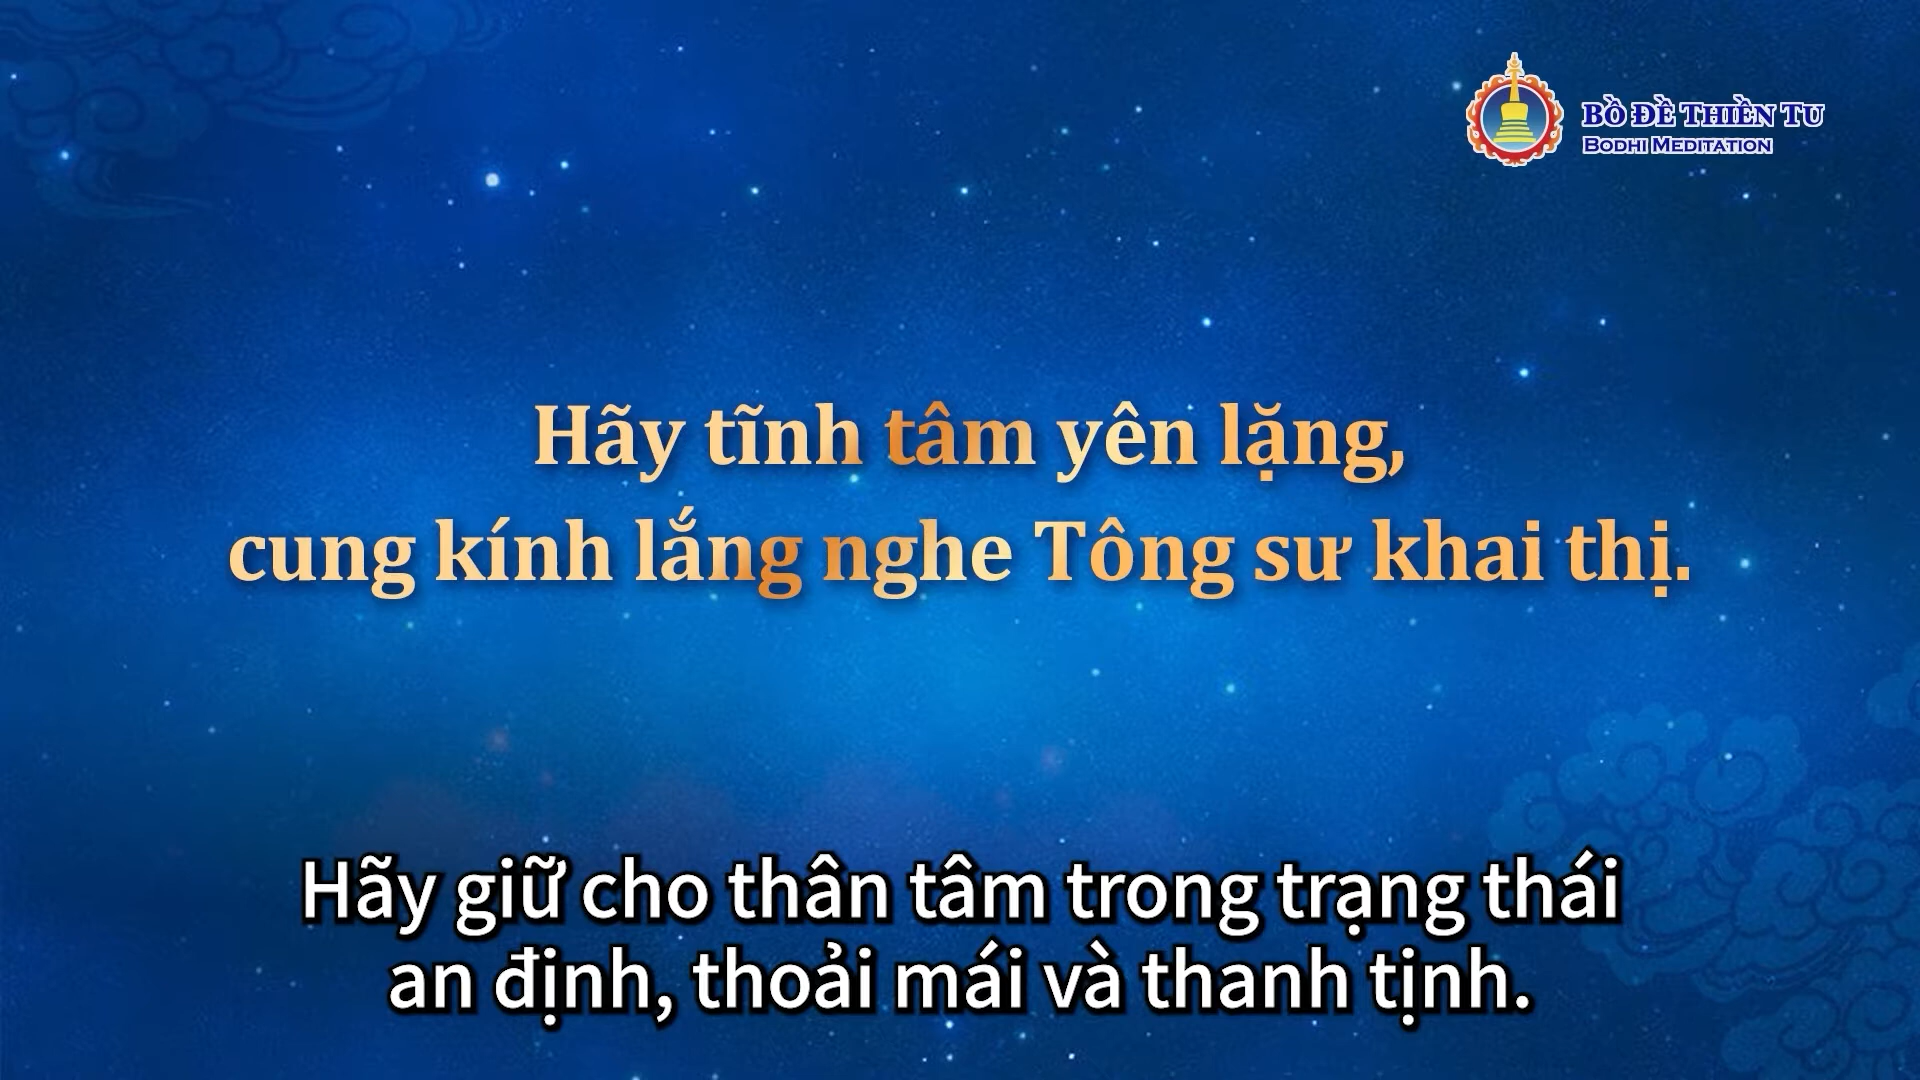 BỒ ĐỀ THIỀN TU
BODHI MEDITATION
Hãy tĩnh tâm yên lặng,
cung kính lắng nghe Tông sư khai thị.
Hãy giữ cho thân tâm trong trạng thái
an định, thoải mái và thanh tịnh.